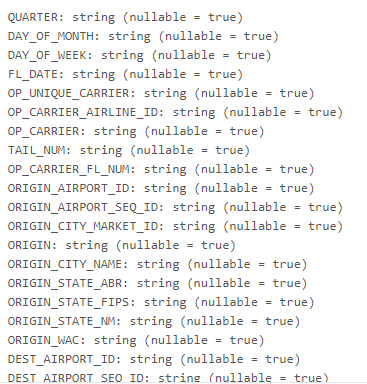 QUARTER: string (nullable = true)
DAY_OF_MONTH: string (nullable = true)
DAY_OF_WEEK: string (nullable = true)
FL_DATE: string (nullable = true)
OP_UNIQUE_CARRIER: string (nullable = true)
OP_CARRIER_AIRLINE_ID: string (nullable = true)
OP_CARRIER: string (nullable = true)
TAIL_NUM: string (nullable = true)
OP_CARRIER_FL_NUM: string (nullable = true)
ORIGIN_AIRPORT_ID: string (nullable = true)
ORIGIN_AIRPORT_SEQ_ID: string (nullable = true)
ORIGIN_CITY_MARKET_ID: string (nullable = true)
ORIGIN: string (nullable = true)
ORIGIN_CITY_NAME: string (nullable = true)
ORIGIN_STATE_ABR: string (nullable = true)
ORIGIN_STATE_FIPS: string (nullable = true)
ORIGIN_STATE_NM: string (nullable = true)
ORIGIN_WAC: string (nullable = true)
DEST_AIRPORT_ID: string (nullable = true)
DEST_AIRPORT_SEQ_ID: string (nullable = true)